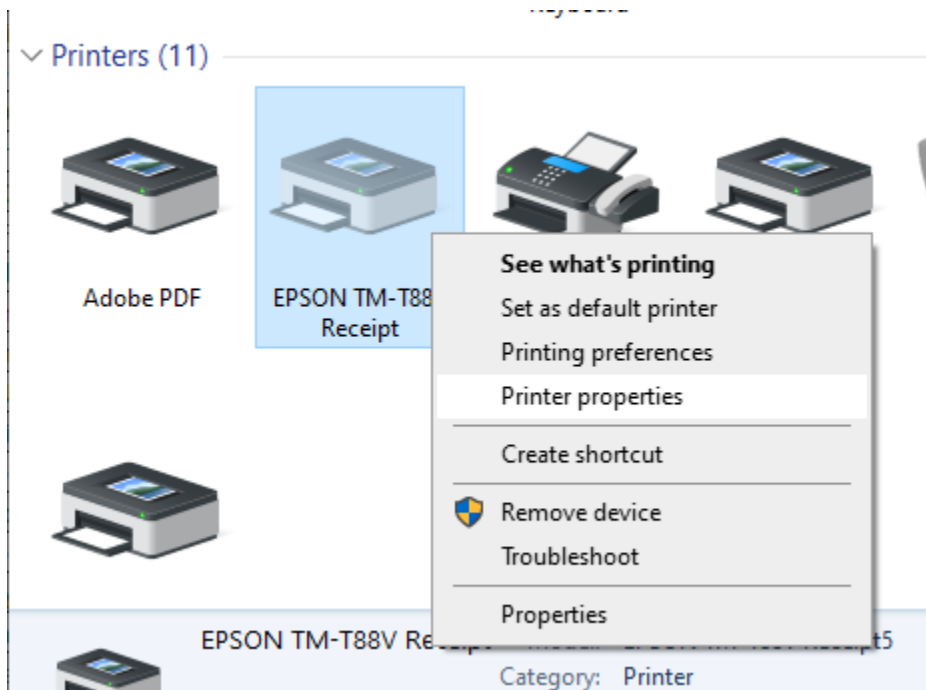 Printers (11)
Adobe PDF
EPSON TM-T88
Receipt
See what's printing
Set as default printer
Printing preferences
Printer properties
Create shortcut
Remove device
Troubleshoot
Properties
EPSON TM-T88V
Category: Printer